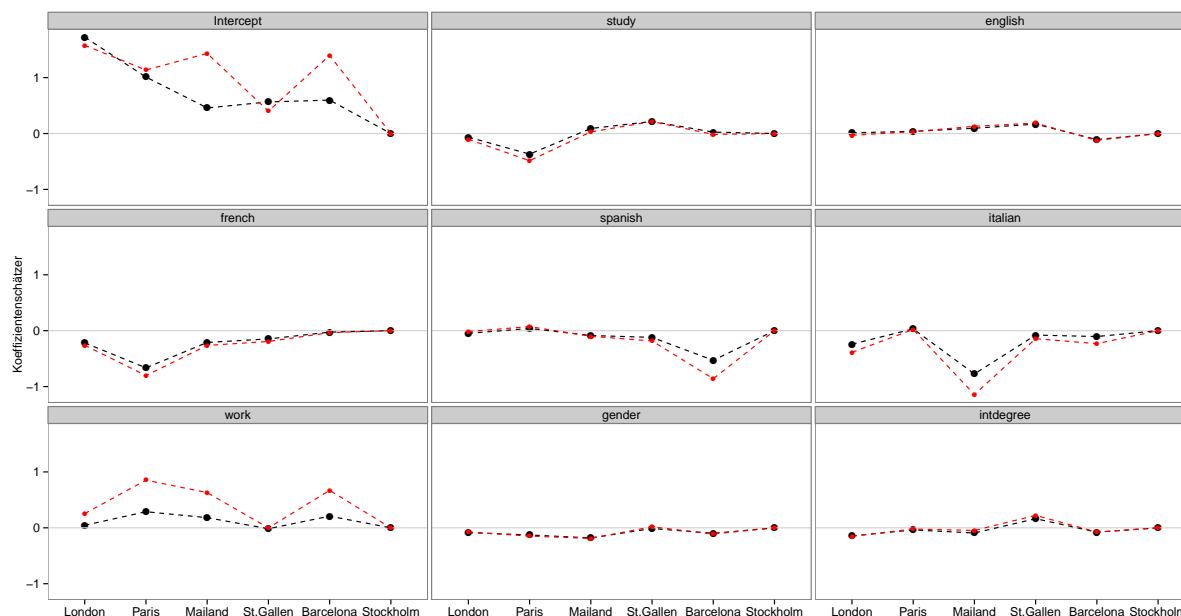 Intercept study english
1
0
−1
french spanish italian
Koeffizientenschätzer
1
0
−1
work gender intdegree
1
0
−1
London Paris Mailand St.Gallen Barcelona Stockholm London Paris Mailand St.Gallen Barcelona Stockholm London Paris Mailand St.Gallen Barcelona Stockholm